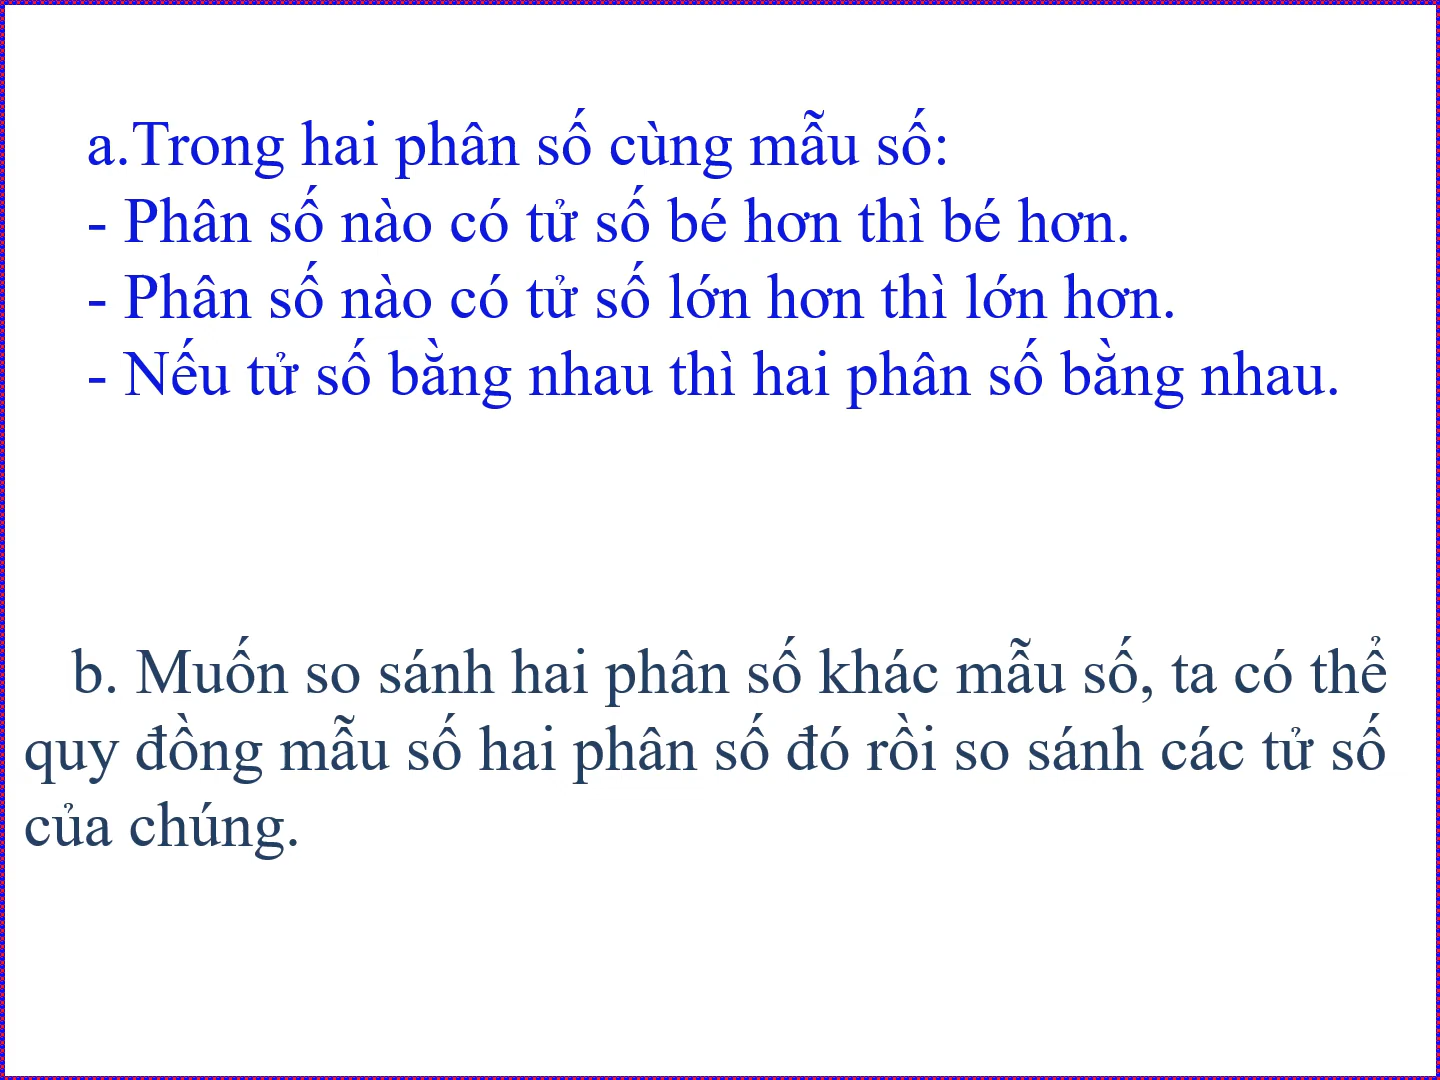 a.Trong hai phân số cùng mẫu số:
- Phân số nào có tử số bé hơn thì bé hơn.
- Phân số nào có tử số lớn hơn thì lớn hơn.
- Nếu tử số bằng nhau thì hai phân số bằng nhau.
b. Muốn so sánh hai phân số khác mẫu số, ta có thể
quy đồng mẫu số hai phân số đó rồi so sánh các tử số
của chúng.